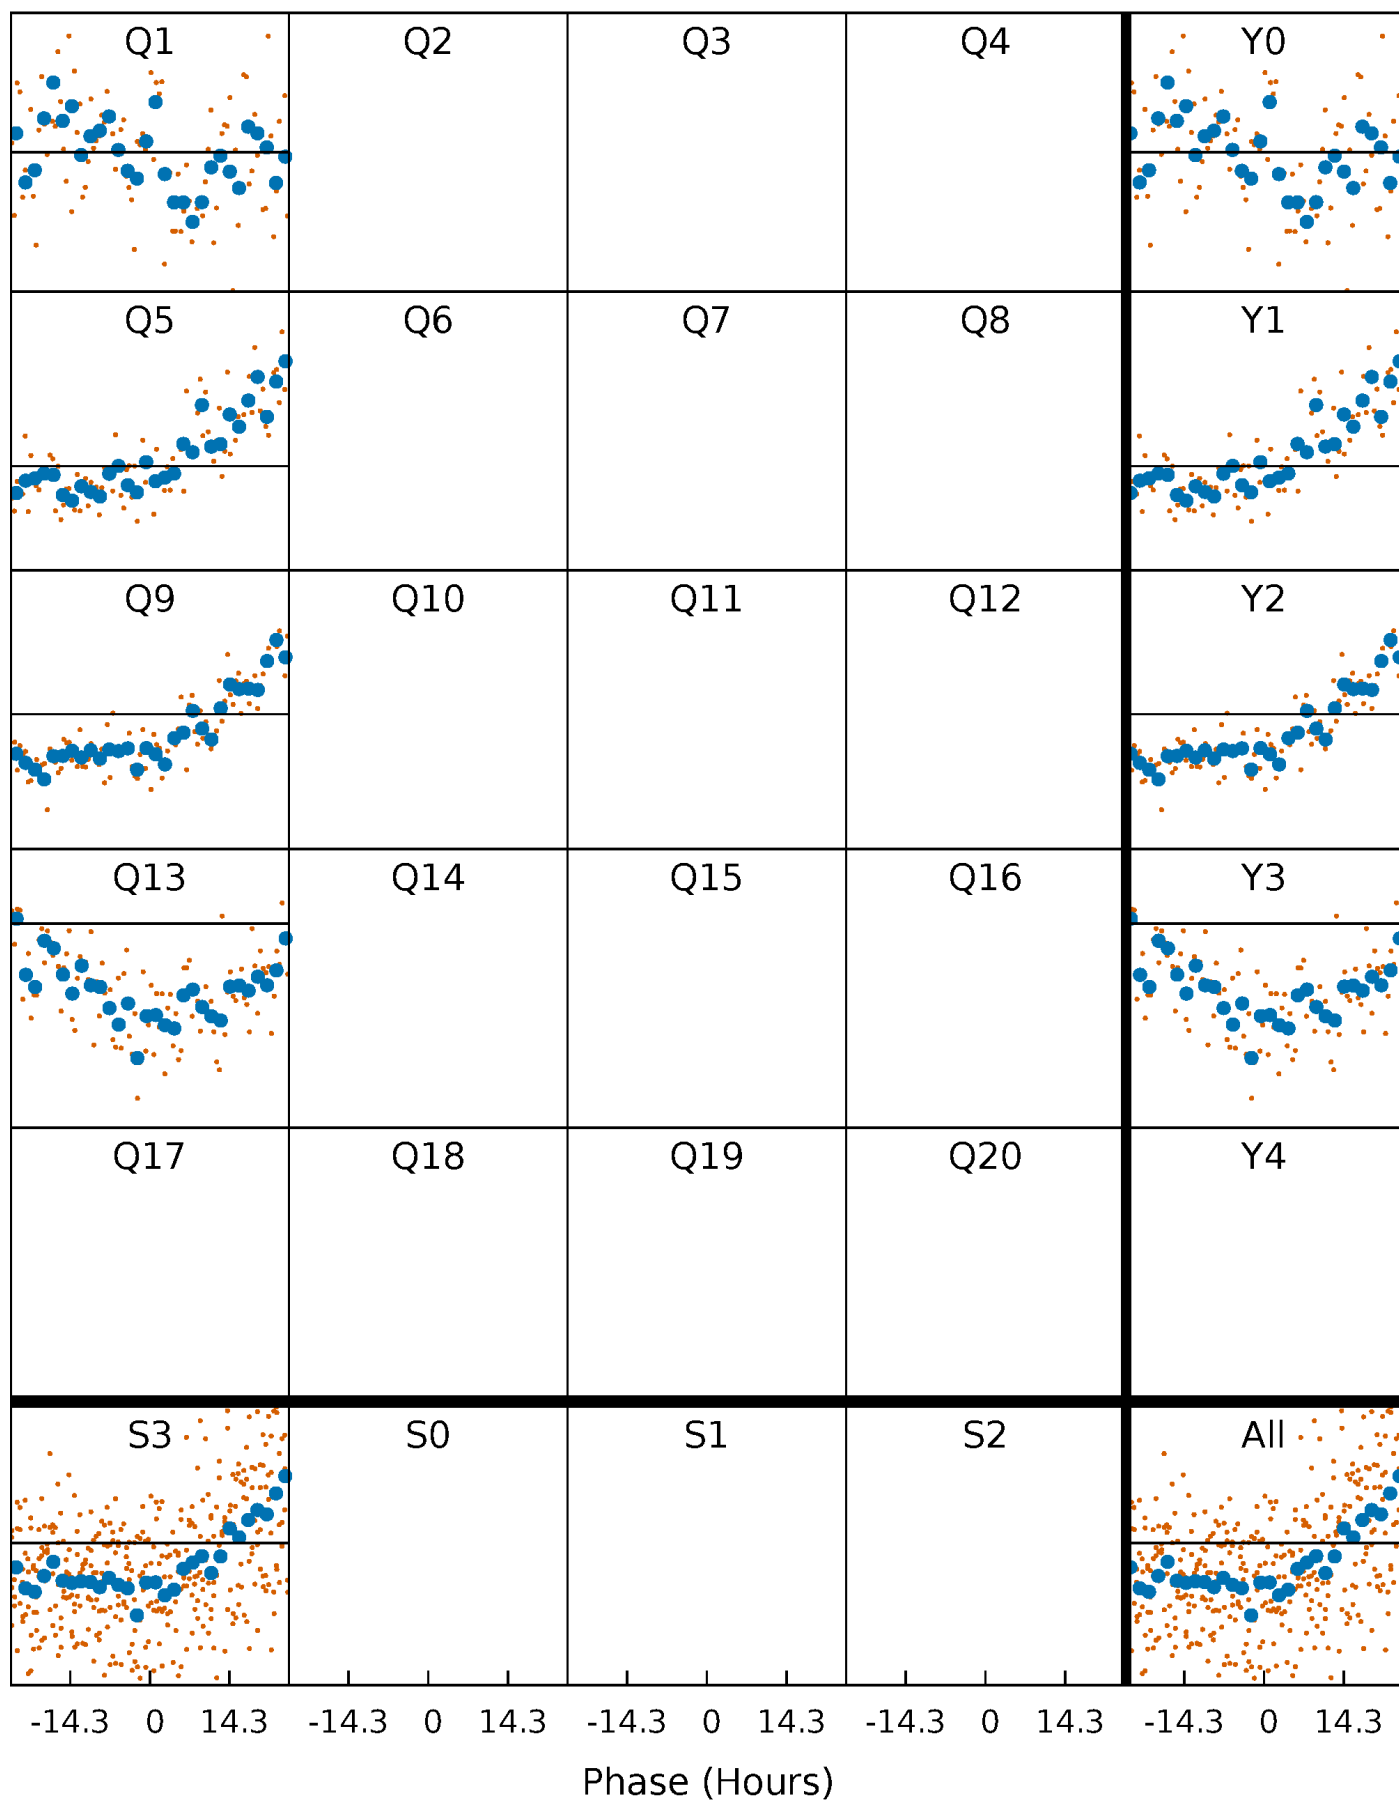 Q1 Q2 Q3 Q4 Y0
Q5 Q6 Q7 Q8 Y1
Q9 Q10 Q11 Q12 Y2
Q13 Q14 Q15 Q16 Y3
Q17 Q18 Q19 Q20 Y4
S3 S0 S1 S2 All
-14.3 0 14.3 -14.3 0 14.3 -14.3 0 14.3 -14.3 0 14.3 -14.3 0 14.3
Phase (Hours)